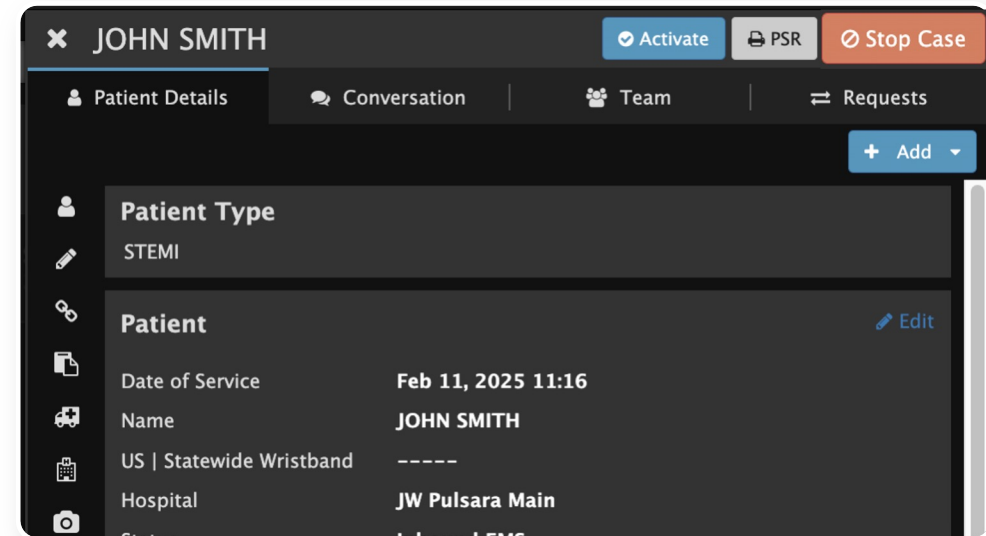 JOHN SMITH Activate PSR Stop Case
Patient Details Conversation Team Requests
Add
Patient Type
STEMI
Patient Edit
Date of Service Feb 11, 2025 11:16
Name JOHN SMITH
US | Statewide Wristband -----
Hospital JW Pulsara Main